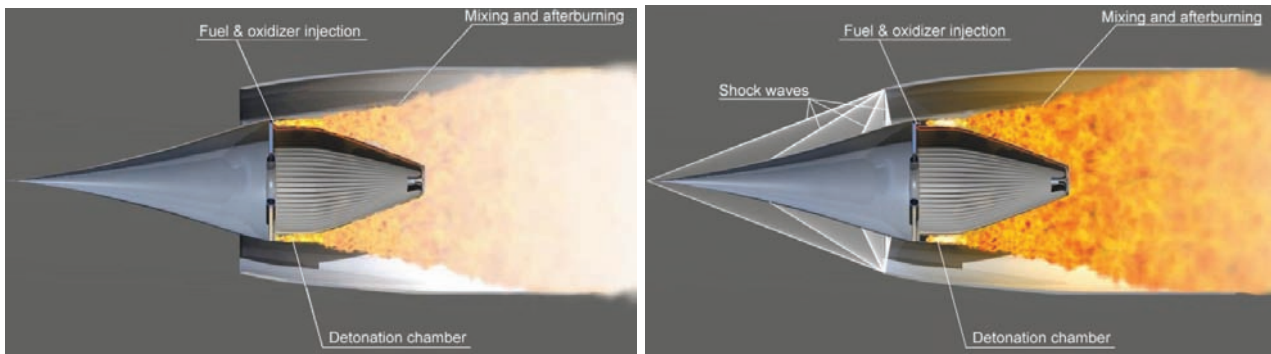 Mixing and afterburning
Fuel & oxidizer injection
Detonation chamber
Mixing and afterburning
Fuel & oxidizer injection
Shock waves
Detonation chamber